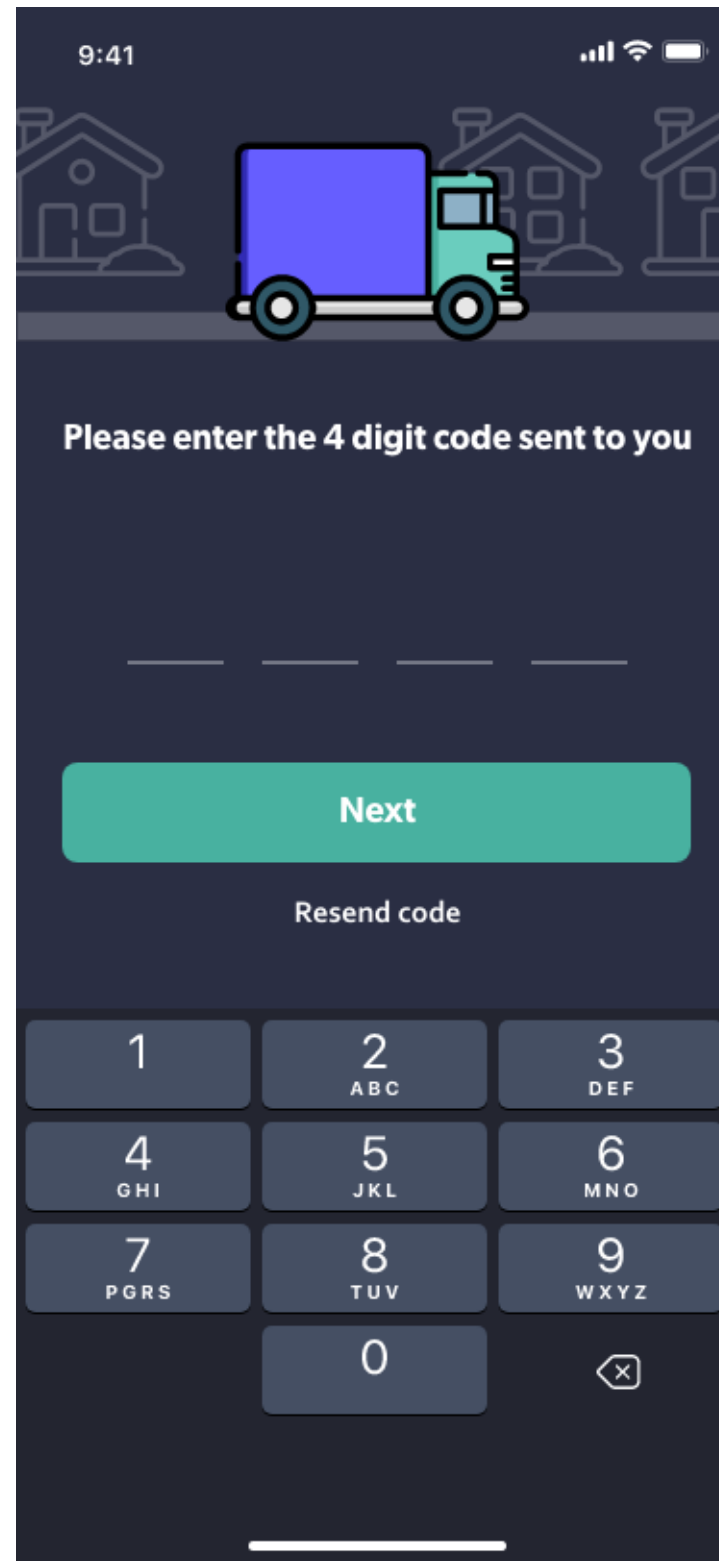 9:41
Please enter the 4 digit code sent to you
Next
Resend code
1 2 3
ABC DEF
4 5 6
GHI JKL MNO
7 8 9
PGRS TUV WXYZ
0